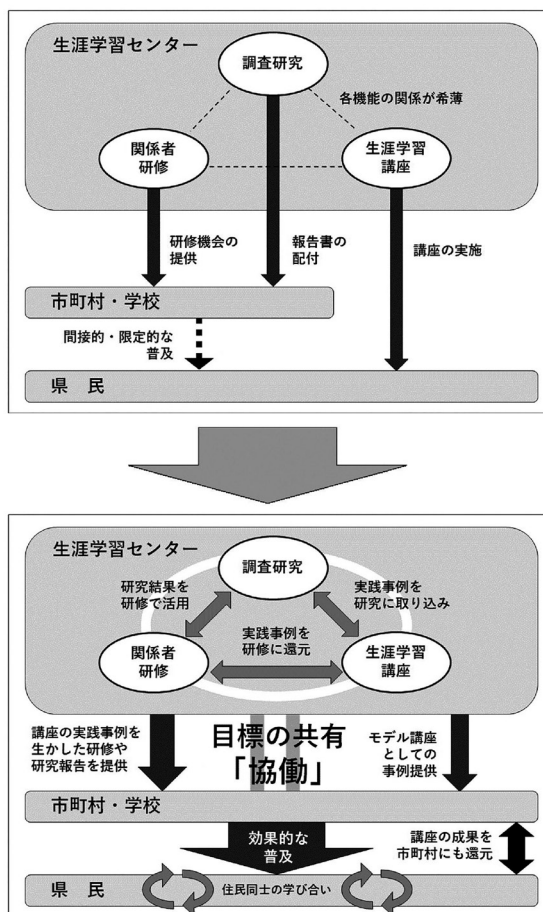 生涯学習センター
調査研究
各機能の関係が希薄
関係者
研修
生涯学習
講座
研修機会の
提供
報告書の
配付
講座の実施
市町村・学校
間接的・限定的な
普及
県　民
生涯学習センター
調査研究
研究結果を
研修で活用
実践事例を
研究に取り込み
実践事例を
研修に還元
関係者
研修
生涯学習
講座
講座の実践事例を
生かした研修や
研究報告を提供
目標の共有
「協働」
モデル講座
としての
事例提供
市町村・学校
効果的な
普及
講座の成果を
市町村にも還元
県　民
住民同士の学び合い